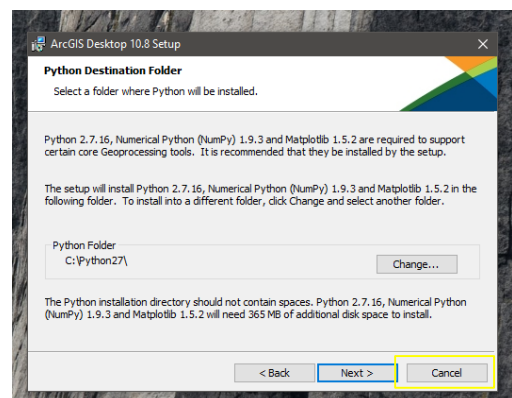 ArcGIS Desktop 10.8 Setup
Python Destination Folder
Select a folder where Python will be installed.
Python 2.7.16, Numerical Python (NumPy) 1.9.3 and Matplotlib 1.5.2 are required to support
certain core Geoprocessing tools. It is recommended that they be installed by the setup.
The setup will install Python 2.7.16, Numerical Python (NumPy) 1.9.3 and Matplotlib 1.5.2 in the
following folder. To install into a different folder, click Change and select another folder.
Python Folder
C:\Python27\
Change...
The Python installation directory should not contain spaces. Python 2.7.16, Numerical Python
(NumPy) 1.9.3 and Matplotlib 1.5.2 will need 365 MB of additional disk space to install.
< Back Next > Cancel